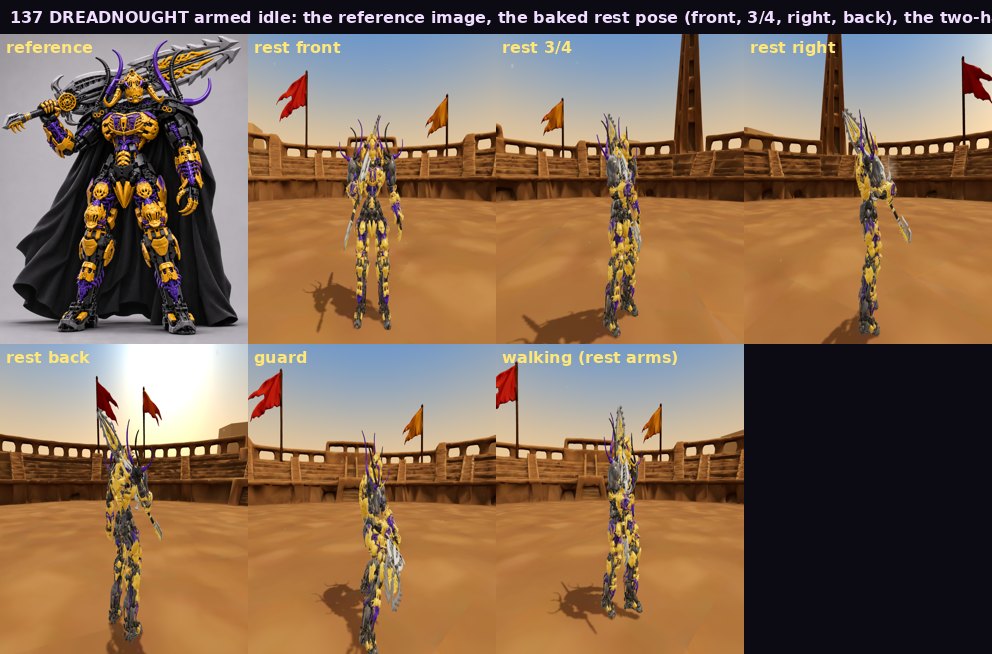 137 DREADNOUGHT armed idle: the reference image, the baked rest pose (front, 3/4, right, back), the two-h
reference
rest front
rest 3/4
rest right
rest back
guard
walking (rest arms)